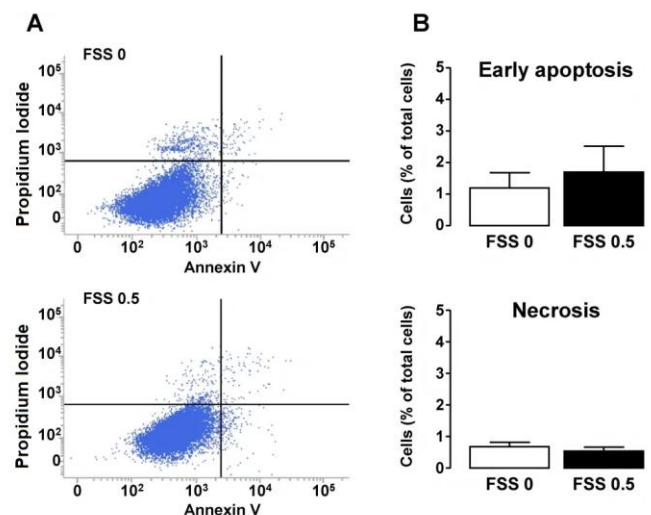 A
FSS 0
Propidium Iodide
10⁵
10⁴
10³
10²
0
0 10² 10³ 10⁴ 10⁵
Annexin V
FSS 0.5
Propidium Iodide
10⁵
10⁴
10³
10²
0
0 10² 10³ 10⁴ 10⁵
Annexin V
B
Early apoptosis
Cells (% of total cells)
5
4
3
2
1
0
FSS 0 FSS 0.5
Necrosis
Cells (% of total cells)
5
4
3
2
1
0
FSS 0 FSS 0.5